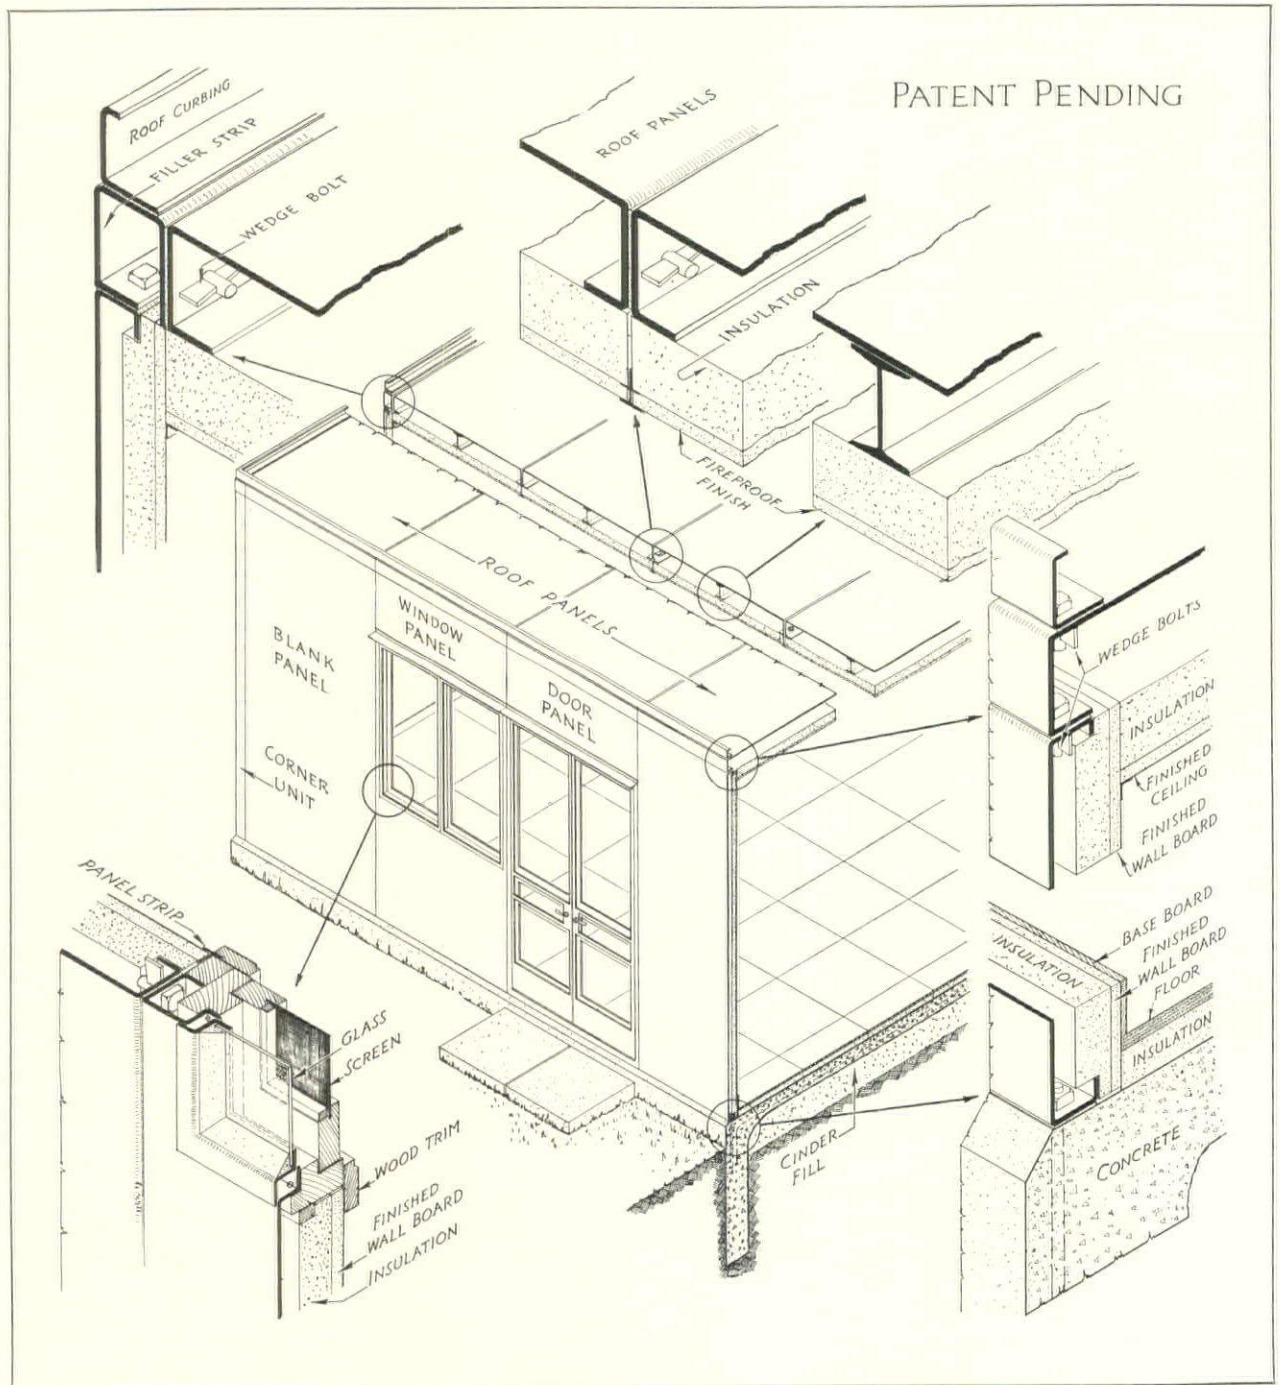 PATENT PENDING
ROOF CURBING
FILLER STRIP
WEDGE BOLT
ROOF PANELS
INSULATION
FIREPROOF
FINISH
ROOF PANELS
WINDOW
PANEL
BLANK
PANEL
DOOR
PANEL
CORNER
UNIT
WEDGE BOLTS
INSULATION
FINISHED
CEILING
FINISHED
WALL BOARD
PANEL STRIP
GLASS
SCREEN
WOOD TRIM
FINISHED
WALL BOARD
INSULATION
CINDER
FILL
BASE BOARD
FINISHED
WALL BOARD
FLOOR
INSULATION
INSULATION
CONCRETE